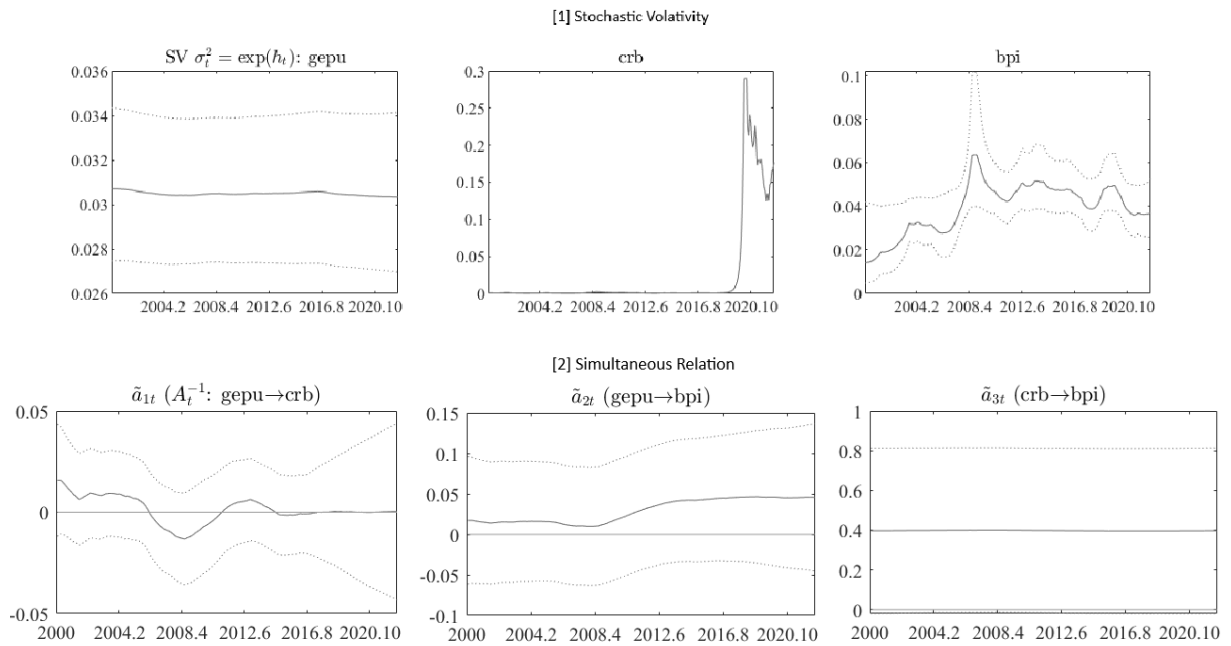 [1] Stochastic Volativity
SV σ_t^2 = exp(h_t): gepu
crb
bpi
0.036
0.034
0.032
0.03
0.028
0.026
2004.2 2008.4 2012.6 2016.8 2020.10
0.3
0.25
0.2
0.15
0.1
0.05
0
2004.2 2008.4 2012.6 2016.8 2020.10
0.1
0.08
0.06
0.04
0.02
0
2004.2 2008.4 2012.6 2016.8 2020.10
[2] Simultaneous Relation
ã_1t (A_t^-1: gepu→crb)
ã_2t (gepu→bpi)
ã_3t (crb→bpi)
0.05
0
-0.05
2000 2004.2 2008.4 2012.6 2016.8 2020.10
0.15
0.1
0.05
0
-0.05
-0.1
2000 2004.2 2008.4 2012.6 2016.8 2020.10
1
0.8
0.6
0.4
0.2
0
2000 2004.2 2008.4 2012.6 2016.8 2020.10